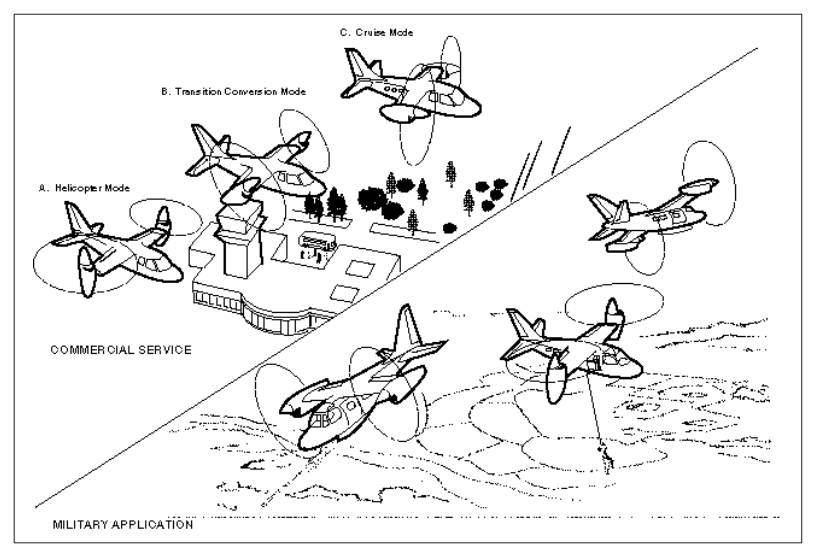 C. Cruise Mode
B. Transition Conversion Mode
A. Helicopter Mode
COMMERCIAL SERVICE
MILITARY APPLICATION